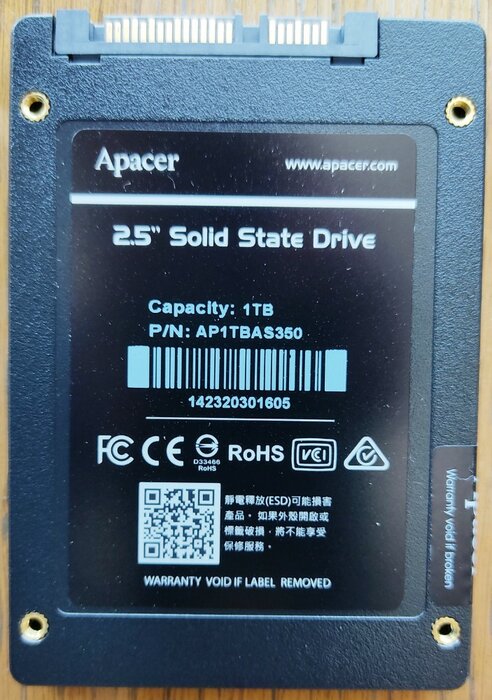 Apacer
www.apacer.com
2.5" Solid State Drive
Capacity: 1TB
P/N: AP1TBAS350
142320301605
FC CE D33466 RoHS RoHS VCI
靜電釋放(ESD)可能損害
產品。如果外殼開啟或
標籤破損，將不能享受
保修服務。
WARRANTY VOID IF LABEL REMOVED
Warranty void if broken